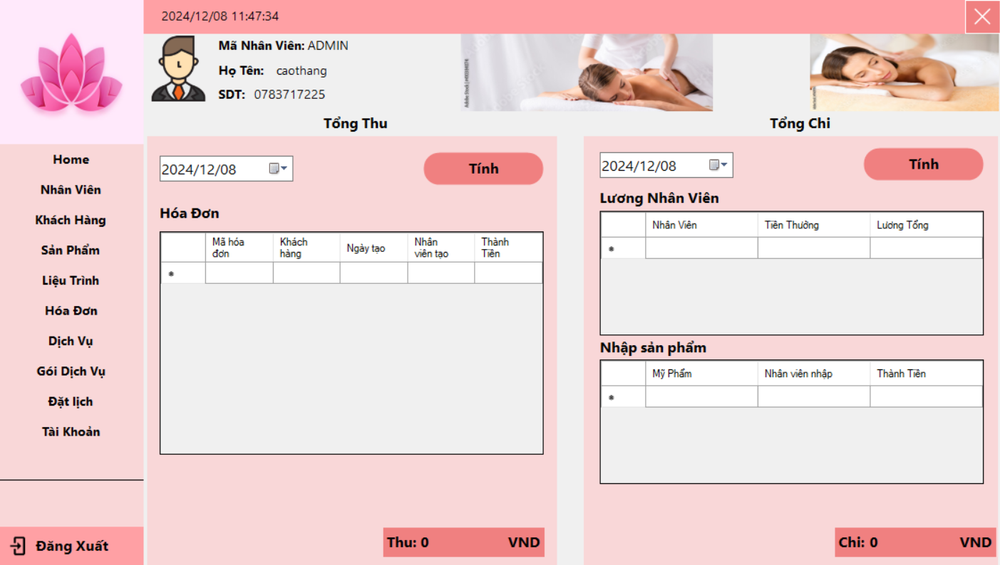 2024/12/08 11:47:34
Mã Nhân Viên: ADMIN
Họ Tên: caothang
SDT: 0783717225
Tổng Thu
Tổng Chi
Home
Nhân Viên
Khách Hàng
Sản Phẩm
Liệu Trình
Hóa Đơn
Dịch Vụ
Gói Dịch Vụ
Đặt lịch
Tài Khoản
Đăng Xuất
2024/12/08
Tính
Hóa Đơn
Mã hóa đơn
Khách hàng
Ngày tạo
Nhân viên tạo
Thành Tiền
Thu: 0 VND
2024/12/08
Tính
Lương Nhân Viên
Nhân Viên
Tiền Thưởng
Lương Tổng
Nhập sản phẩm
Mỹ Phẩm
Nhân viên nhập
Thành Tiền
Chi: 0 VND